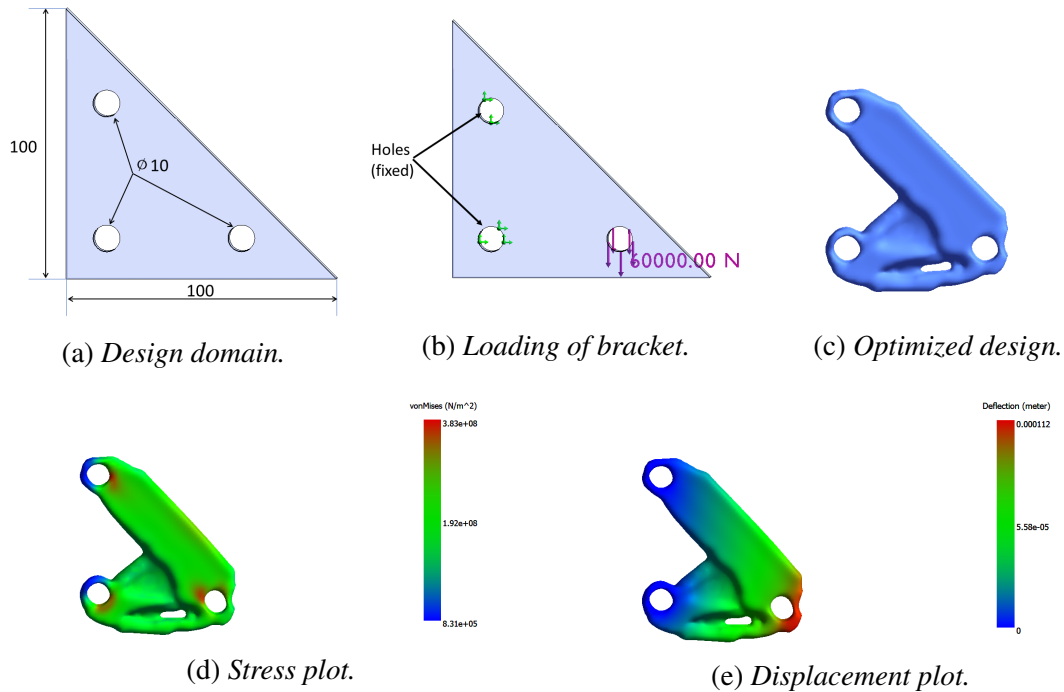 100
Ø 10
100
(a) Design domain.
Holes
(fixed)
60000.00 N
(b) Loading of bracket.
(c) Optimized design.
vonMises (N/m^2)
3.83e+08
1.92e+08
8.31e+05
(d) Stress plot.
Deflection (meter)
0.000112
5.58e-05
0
(e) Displacement plot.